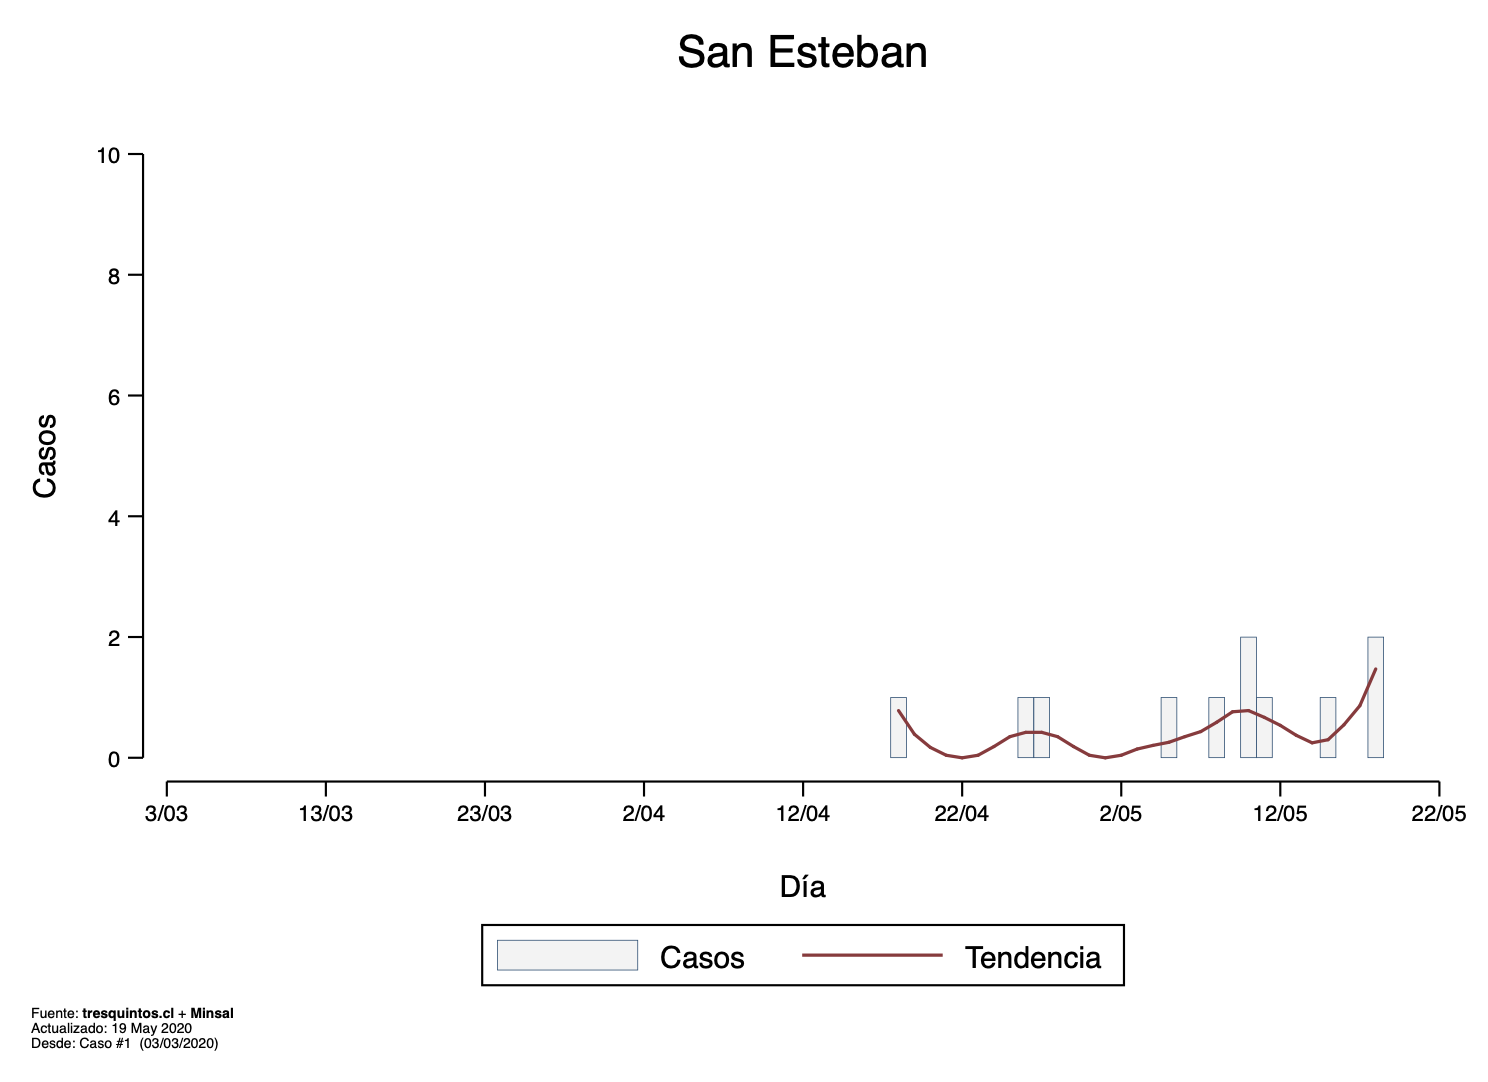 San Esteban
Casos
10
8
6
4
2
0
3/03 13/03 23/03 2/04 12/04 22/04 2/05 12/05 22/05
Día
Casos Tendencia
Fuente: tresquintos.cl + Minsal
Actualizado: 19 May 2020
Desde: Caso #1 (03/03/2020)